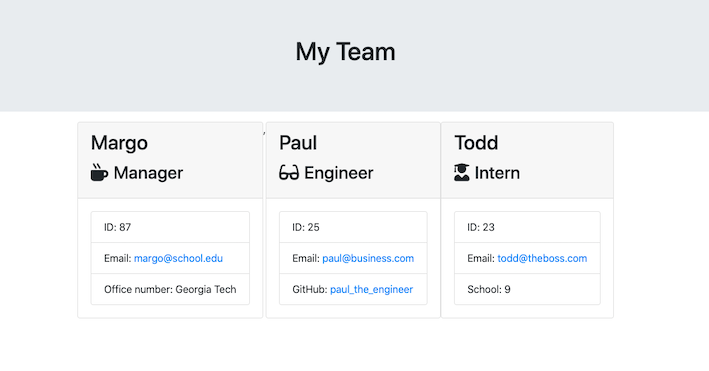 My Team
Margo
Manager
ID: 87
Email: margo@school.edu
Office number: Georgia Tech
,
Paul
Engineer
ID: 25
Email: paul@business.com
GitHub: paul_the_engineer
Todd
Intern
ID: 23
Email: todd@theboss.com
School: 9